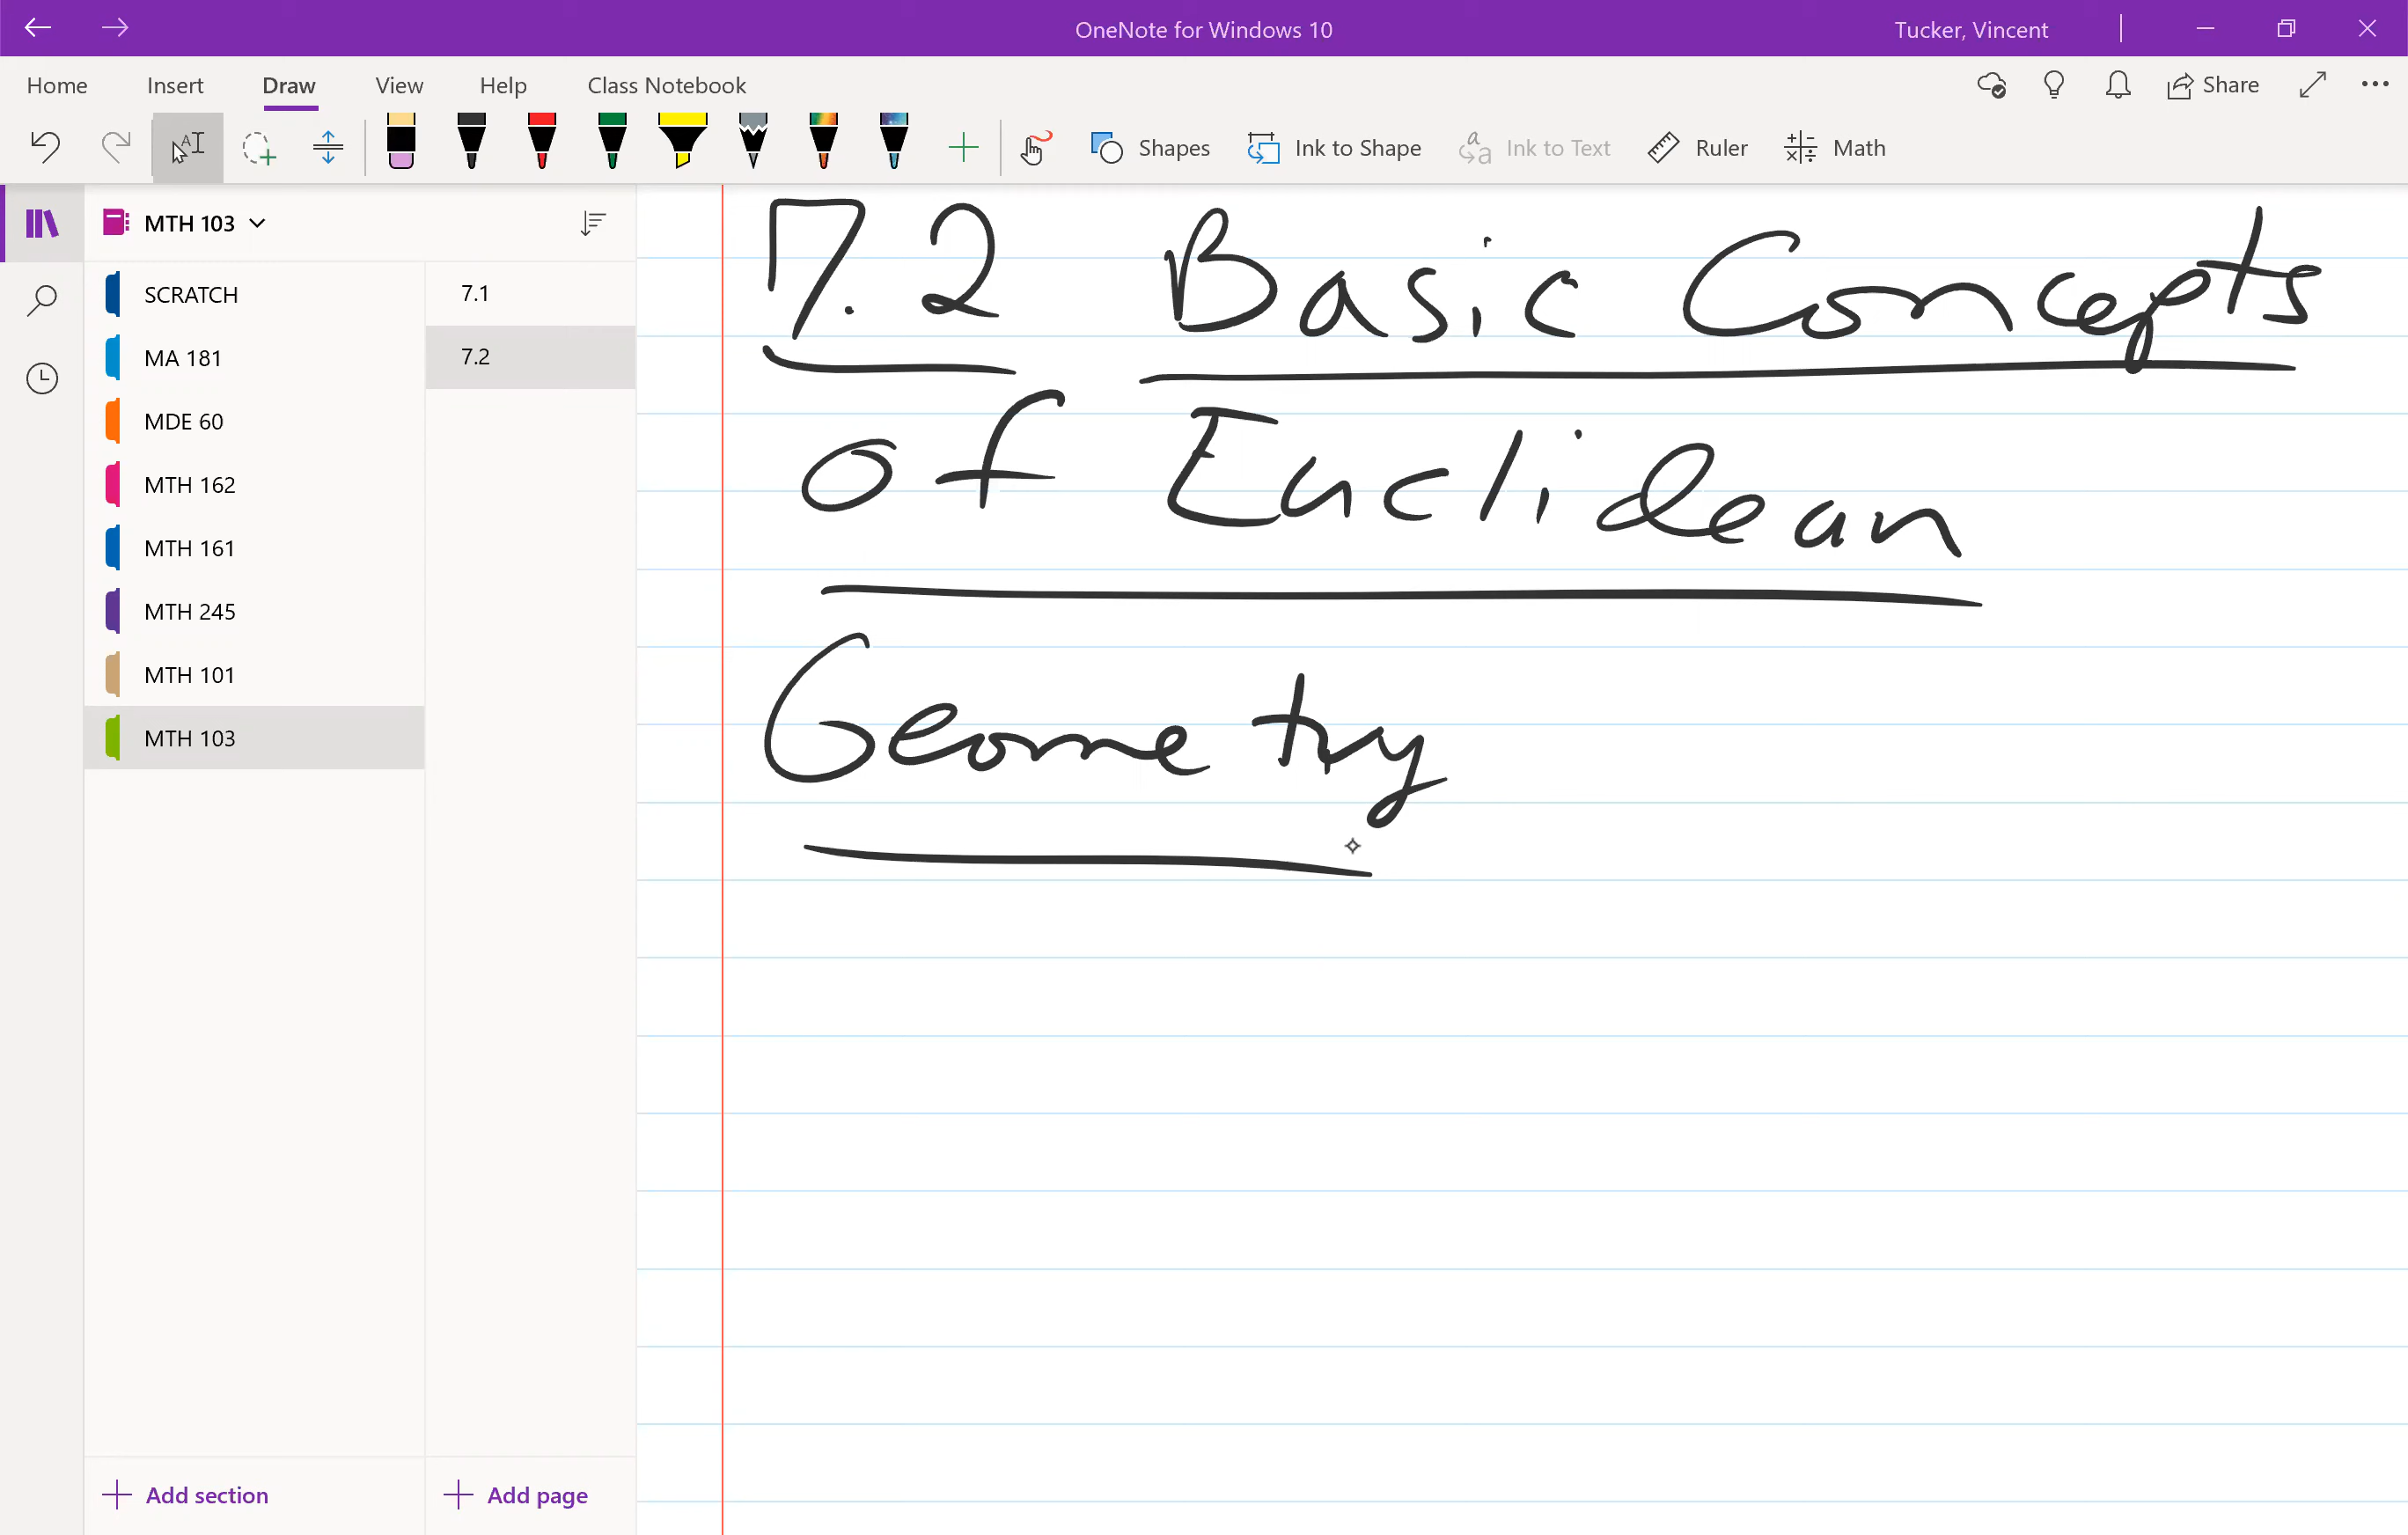 OneNote for Windows 10
Tucker, Vincent
Home Insert Draw View Help Class Notebook
Share
Shapes Ink to Shape Ink to Text Ruler Math
MTH 103
SCRATCH
MA 181
MDE 60
MTH 162
MTH 161
MTH 245
MTH 101
MTH 103
Add section
7.1
7.2
Add page
7.2 Basic Concepts
of Euclidean
Geometry